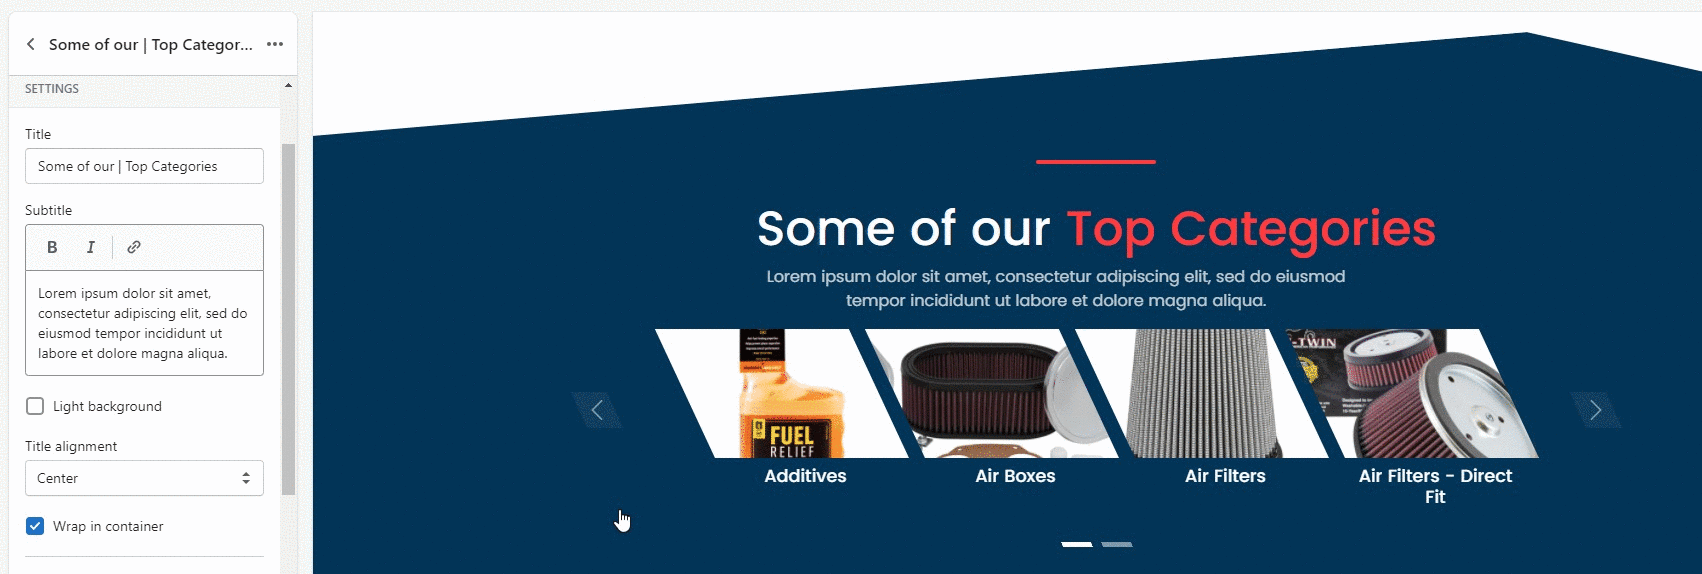 Some of our | Top Categor...
SETTINGS
Title
Some of our | Top Categories
Subtitle
B I
Lorem ipsum dolor sit amet,
consectetur adipiscing elit, sed do
eiusmod tempor incididunt ut
labore et dolore magna aliqua.
Light background
Title alignment
Center
Wrap in container
Some of our Top Categories
Lorem ipsum dolor sit amet, consectetur adipiscing elit, sed do eiusmod
tempor incididunt ut labore et dolore magna aliqua.
FUEL
RELIEF
-TWIN
Additives
Air Boxes
Air Filters
Air Filters - Direct
Fit